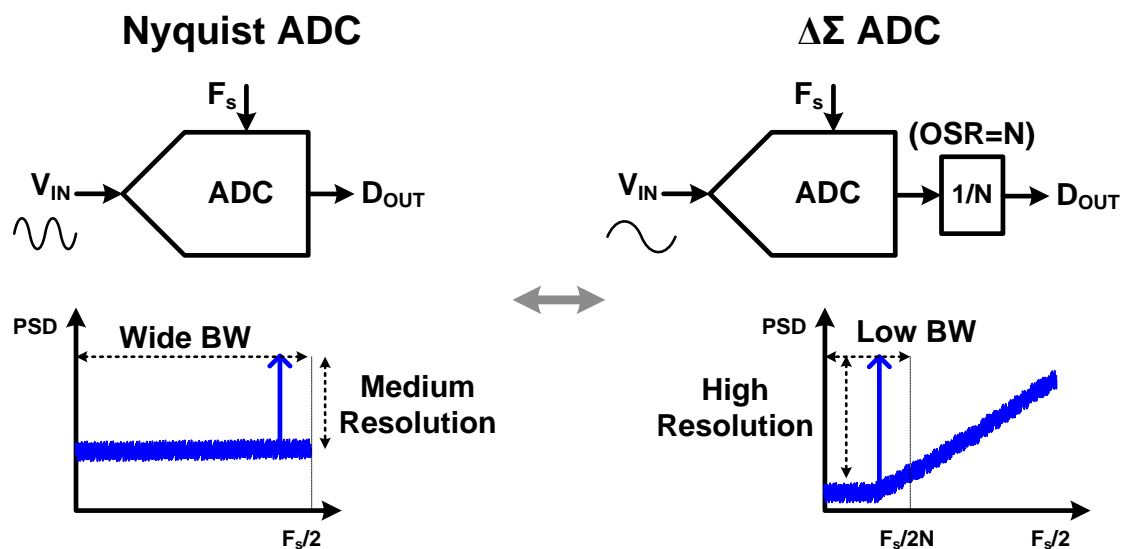 Nyquist ADC
Fs
VIN
ADC
DOUT
PSD
Wide BW
Medium
Resolution
Fs/2
ΔΣ ADC
Fs
(OSR=N)
VIN
ADC
1/N
DOUT
PSD
Low BW
High
Resolution
Fs/2N
Fs/2